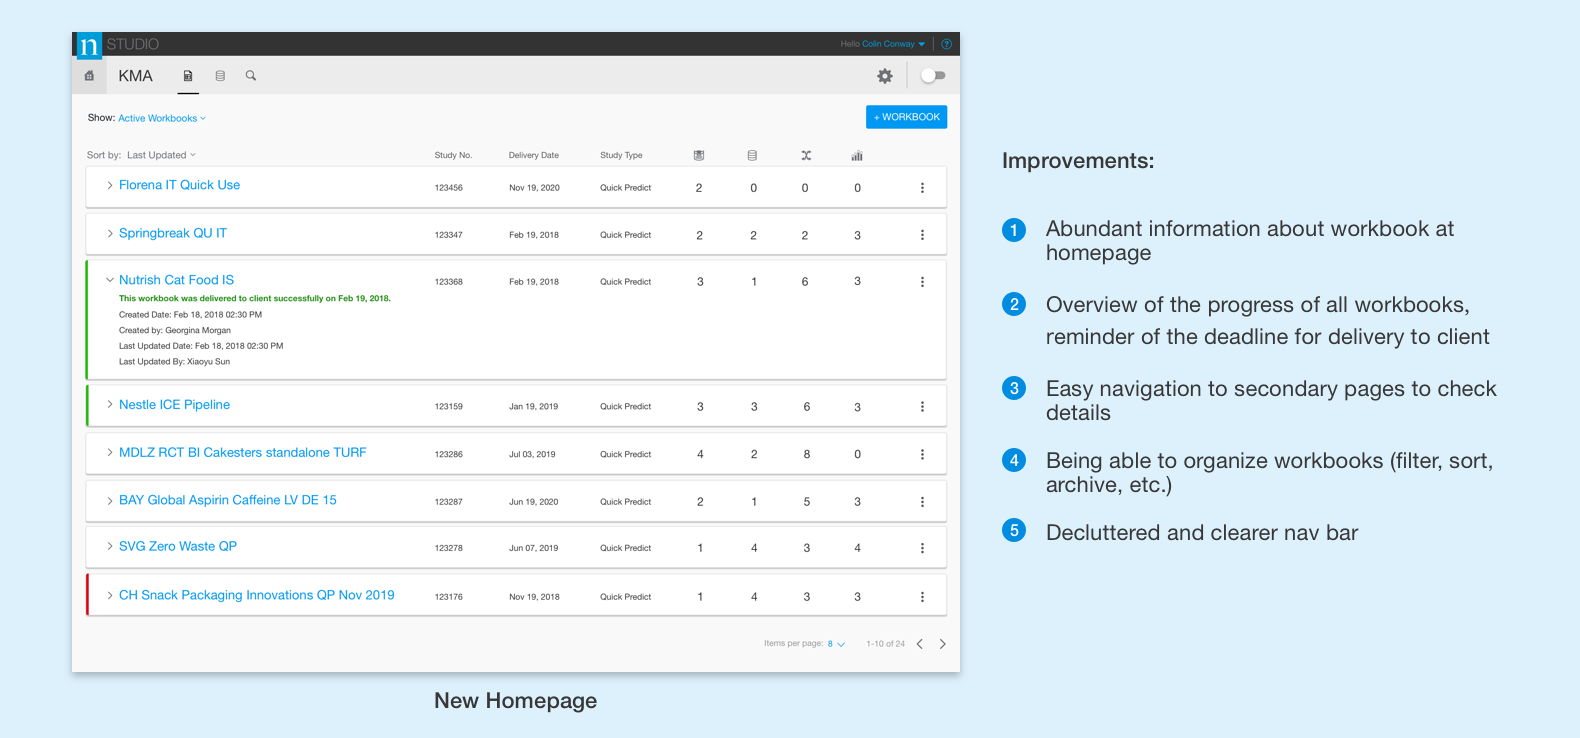 n STUDIO
Hello Colin Conway
?
KMA
Show: Active Workbooks
+ WORKBOOK
Sort by: Last Updated
Study No.
Delivery Date
Study Type
Florena IT Quick Use
123456
Nov 19, 2020
Quick Predict
2
0
0
0
Springbreak QU IT
123347
Feb 19, 2018
Quick Predict
2
2
2
3
Nutrish Cat Food IS
123368
Feb 19, 2018
Quick Predict
3
1
6
3
This workbook was delivered to client successfully on Feb 19, 2018.
Created Date: Feb 18, 2018 02:30 PM
Created by: Georgina Morgan
Last Updated Date: Feb 18, 2018 02:30 PM
Last Updated By: Xiaoyu Sun
Nestle ICE Pipeline
123159
Jan 19, 2019
Quick Predict
3
3
6
3
MDLZ RCT BI Cakesters standalone TURF
123286
Jul 03, 2019
Quick Predict
4
2
8
0
BAY Global Aspirin Caffeine LV DE 15
123287
Jun 19, 2020
Quick Predict
2
1
5
3
SVG Zero Waste QP
123278
Jun 07, 2019
Quick Predict
1
4
3
4
CH Snack Packaging Innovations QP Nov 2019
123176
Nov 19, 2018
Quick Predict
1
4
3
3
Items per page: 8
1-10 of 24
New Homepage
Improvements:
1 Abundant information about workbook at
homepage
2 Overview of the progress of all workbooks,
reminder of the deadline for delivery to client
3 Easy navigation to secondary pages to check
details
4 Being able to organize workbooks (filter, sort,
archive, etc.)
5 Decluttered and clearer nav bar